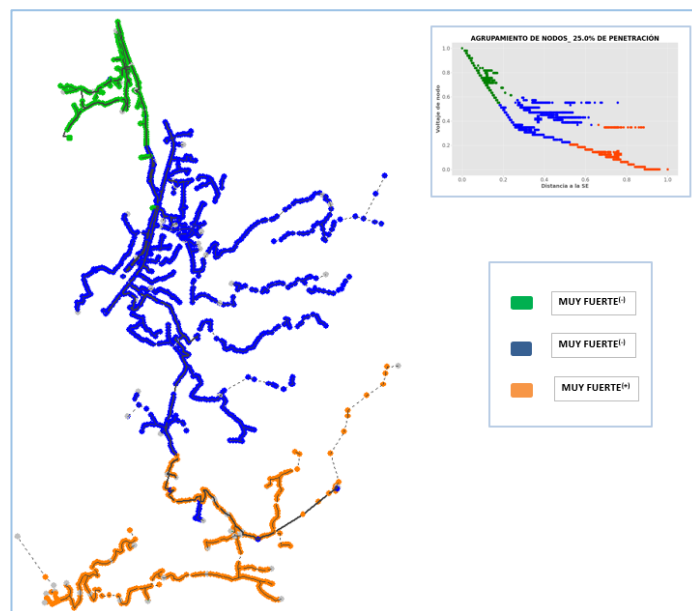 AGRUPAMIENTO DE NODOS_ 25.0% DE PENETRACIÓN
Voltaje de nodo
1.0
0.8
0.6
0.4
0.2
0.0
0.0 0.2 0.4 0.6 0.8 1.0
Distancia a la SE
MUY FUERTE(-)
MUY FUERTE(-)
MUY FUERTE(+)